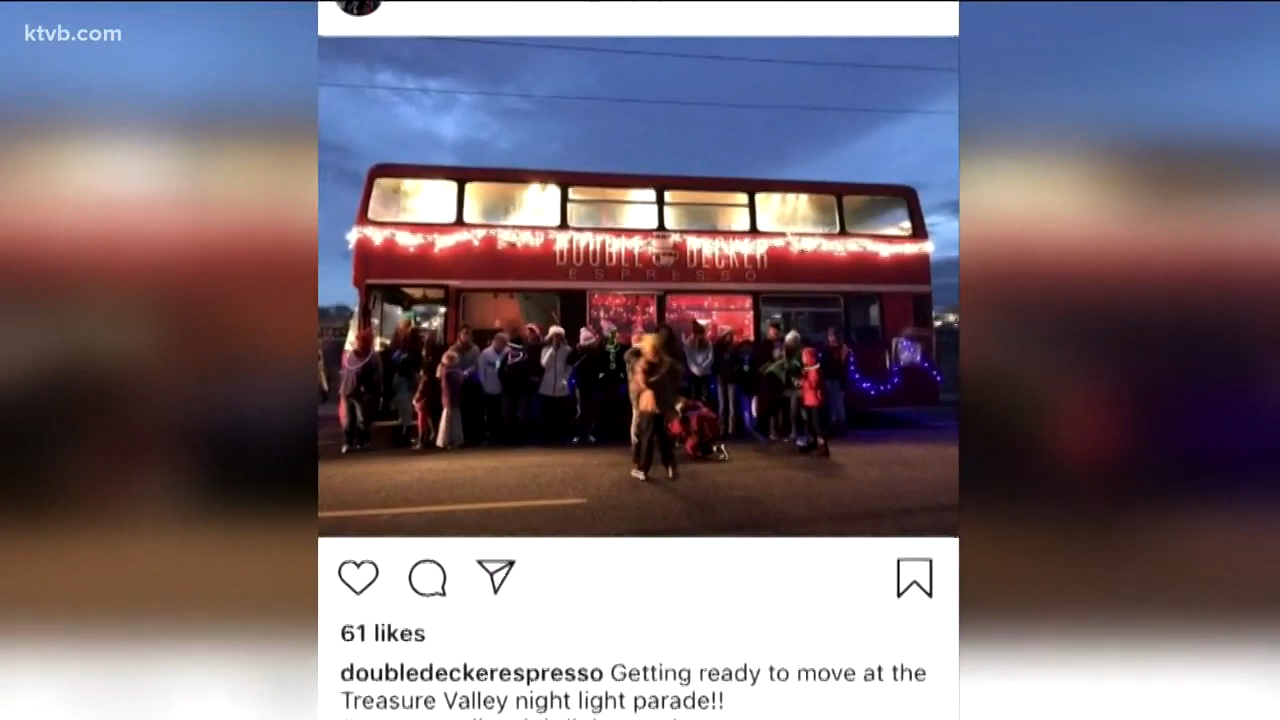 ktvb.com
DOUBLE DECKER
ESPRESSO
61 likes
doubledeckerespresso Getting ready to move at the
Treasure Valley night light parade!!